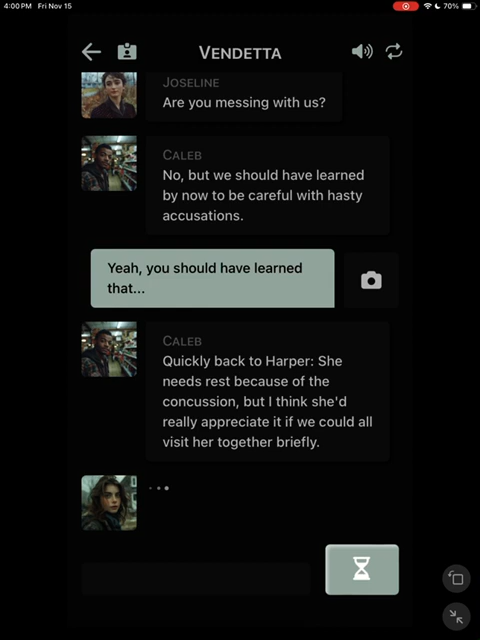 4:00 PM Fri Nov 15
70%
VENDETTA
JOSELINE
Are you messing with us?
CALEB
No, but we should have learned
by now to be careful with hasty
accusations.
Yeah, you should have learned
that...
CALEB
Quickly back to Harper: She
needs rest because of the
concussion, but I think she'd
really appreciate it if we could all
visit her together briefly.